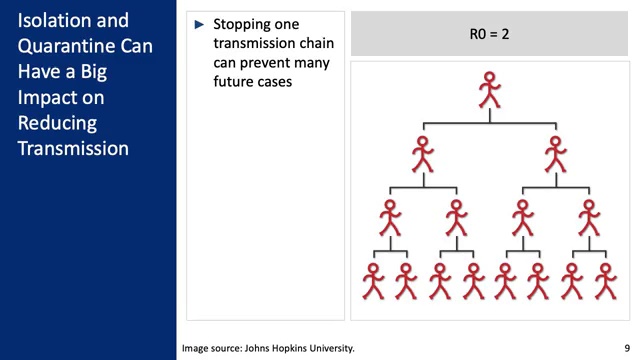 Isolation and
Quarantine Can
Have a Big
Impact on
Reducing
Transmission
► Stopping one
transmission chain
can prevent many
future cases
R0 = 2
Image source: Johns Hopkins University.
9